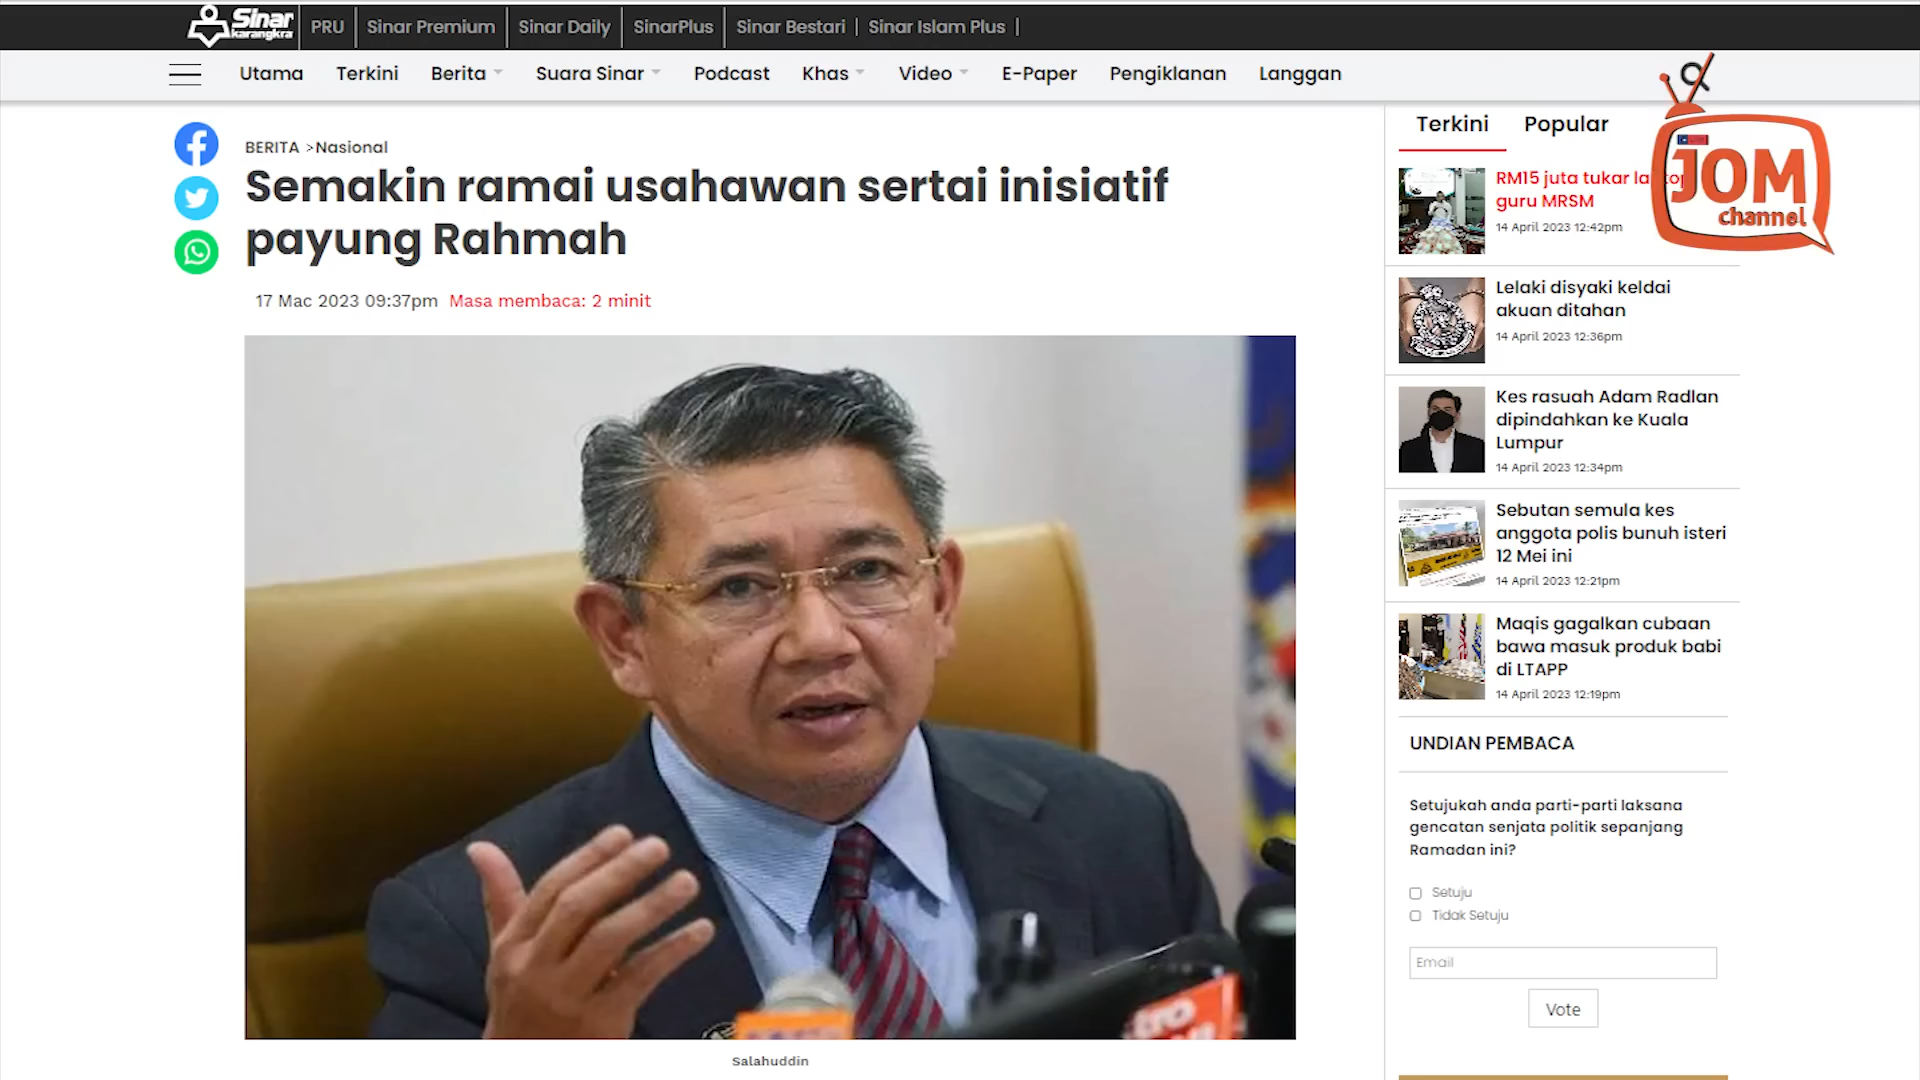 Sinar
Karangkraf
PRU
Sinar Premium
Sinar Daily
SinarPlus
Sinar Bestari
Sinar Islam Plus
Utama
Terkini
Berita
Suara Sinar
Podcast
Khas
Video
E-Paper
Pengiklanan
Langgan
BERITA >Nasional
Semakin ramai usahawan sertai inisiatif
payung Rahmah
17 Mac 2023 09:37pm Masa membaca: 2 minit
Salahuddin
JOM
channel
Terkini
Popular
RM15 juta tukar laptop
guru MRSM
14 April 2023 12:42pm
Lelaki disyaki keldai
akuan ditahan
14 April 2023 12:36pm
Kes rasuah Adam Radlan
dipindahkan ke Kuala
Lumpur
14 April 2023 12:34pm
Sebutan semula kes
anggota polis bunuh isteri
12 Mei ini
14 April 2023 12:21pm
Maqis gagalkan cubaan
bawa masuk produk babi
di LTAPP
14 April 2023 12:19pm
UNDIAN PEMBACA
Setujukah anda parti-parti laksana
gencatan senjata politik sepanjang
Ramadan ini?
Setuju
Tidak Setuju
Email
Vote